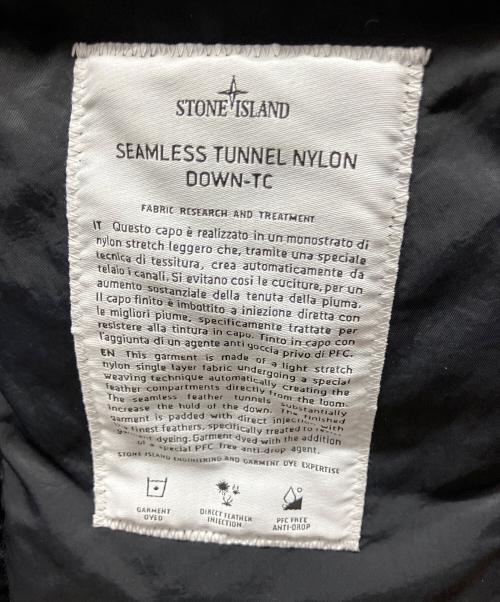 STONE ISLAND
SEAMLESS TUNNEL NYLON
DOWN-TC
FABRIC RESEARCH AND TREATMENT
IT Questo capo è realizzato in un monostrato di
nylon stretch leggero che, tramite una speciale
tecnica di tessitura, crea automaticamente da
telaio i canali. Si evitano così le cuciture, per un
aumento sostanziale della tenuta della piuma.
Il capo finito è imbottito a iniezione diretta con
le migliori piume, specificamente trattate per
resistere alla tintura in capo. Tinto in capo con
l'aggiunta di un agente anti goccia privo di PFC.
EN This garment is made of a light stretch
nylon single layer fabric undergoing a special
weaving technique automatically creating the
feather compartments directly from the loom.
The seamless feather tunnels substantially
increase the hold of the down. The finished
garment is padded with direct injection with
the finest feathers, specifically treated to
dyeing. Garment dyed with the addition
of a special PFC free anti-drop agent.
STONE ISLAND ENGINEERING AND GARMENT DYE EXPERTISE
GARMENT
DYED
DIRECT FEATHER
INJECTION
PFC FREE
ANTI-DROP